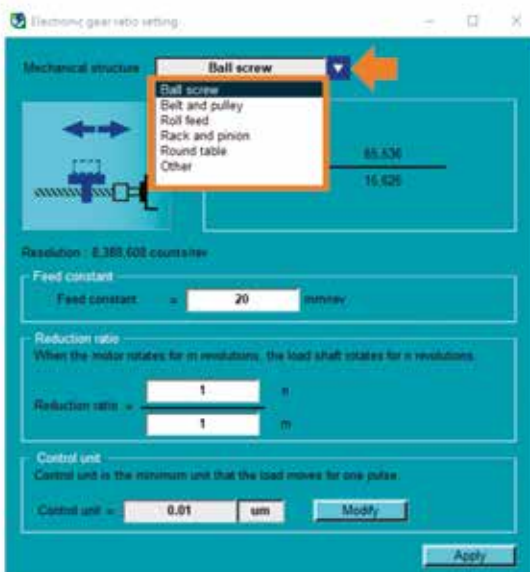 Electronic gear ratio setting
Mechanical structure Ball screw
Ball screw
Belt and pulley
Roll feed
Rack and pinion
Round table
Other
65,536
15,625
Resolution : 8,388,608 counts/rev
Feed constant
Feed constant = 20 mm/rev
Reduction ratio
When the motor rotates for m revolutions, the load shaft rotates for n revolutions.
1 n
Reduction ratio =
1 m
Control unit
Control unit is the minimum unit that the load moves for one pulse.
Control unit = 0.01 um Modify
Apply